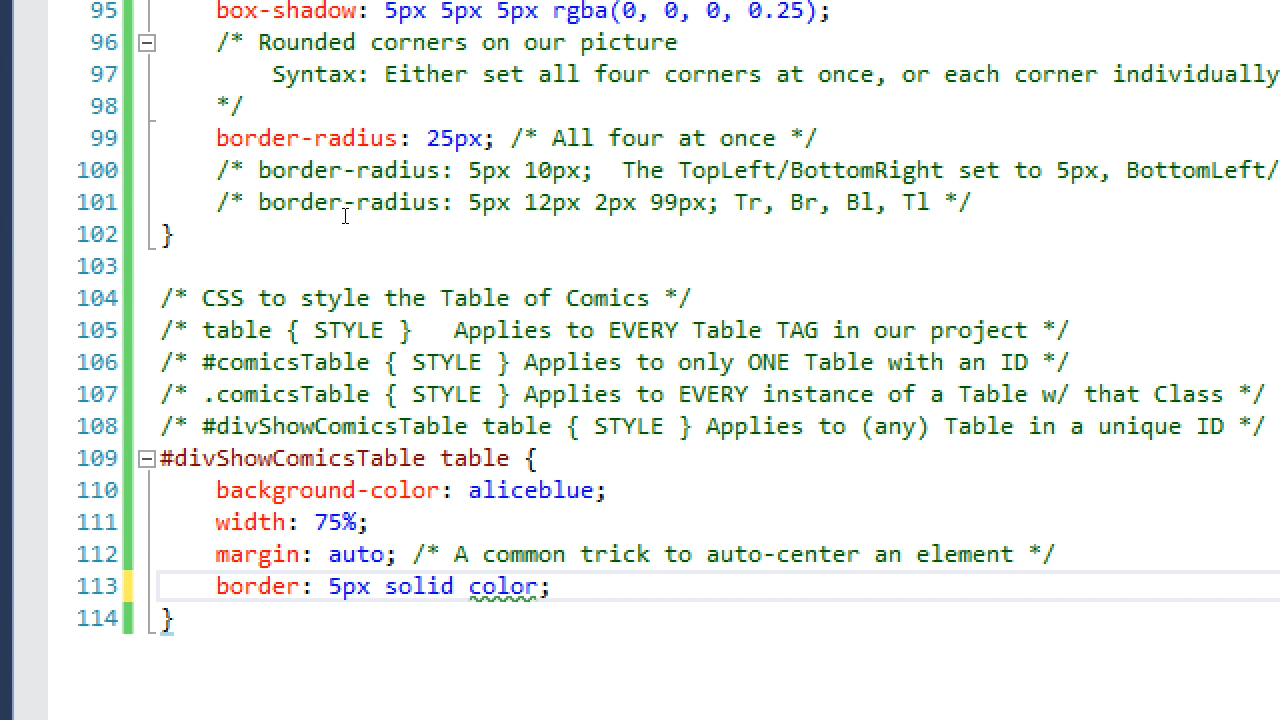 95 box-shadow: 5px 5px 5px rgba(0, 0, 0, 0.25);
96 /* Rounded corners on our picture
97 Syntax: Either set all four corners at once, or each corner individually
98 */
99 border-radius: 25px; /* All four at once */
100 /* border-radius: 5px 10px;  The TopLeft/BottomRight set to 5px, BottomLeft/
101 /* border-radius: 5px 12px 2px 99px; Tr, Br, Bl, Tl */
102 }
103
104 /* CSS to style the Table of Comics */
105 /* table { STYLE }   Applies to EVERY Table TAG in our project */
106 /* #comicsTable { STYLE } Applies to only ONE Table with an ID */
107 /* .comicsTable { STYLE } Applies to EVERY instance of a Table w/ that Class */
108 /* #divShowComicsTable table { STYLE } Applies to (any) Table in a unique ID */
109 #divShowComicsTable table {
110 background-color: aliceblue;
111 width: 75%;
112 margin: auto; /* A common trick to auto-center an element */
113 border: 5px solid color;
114 }